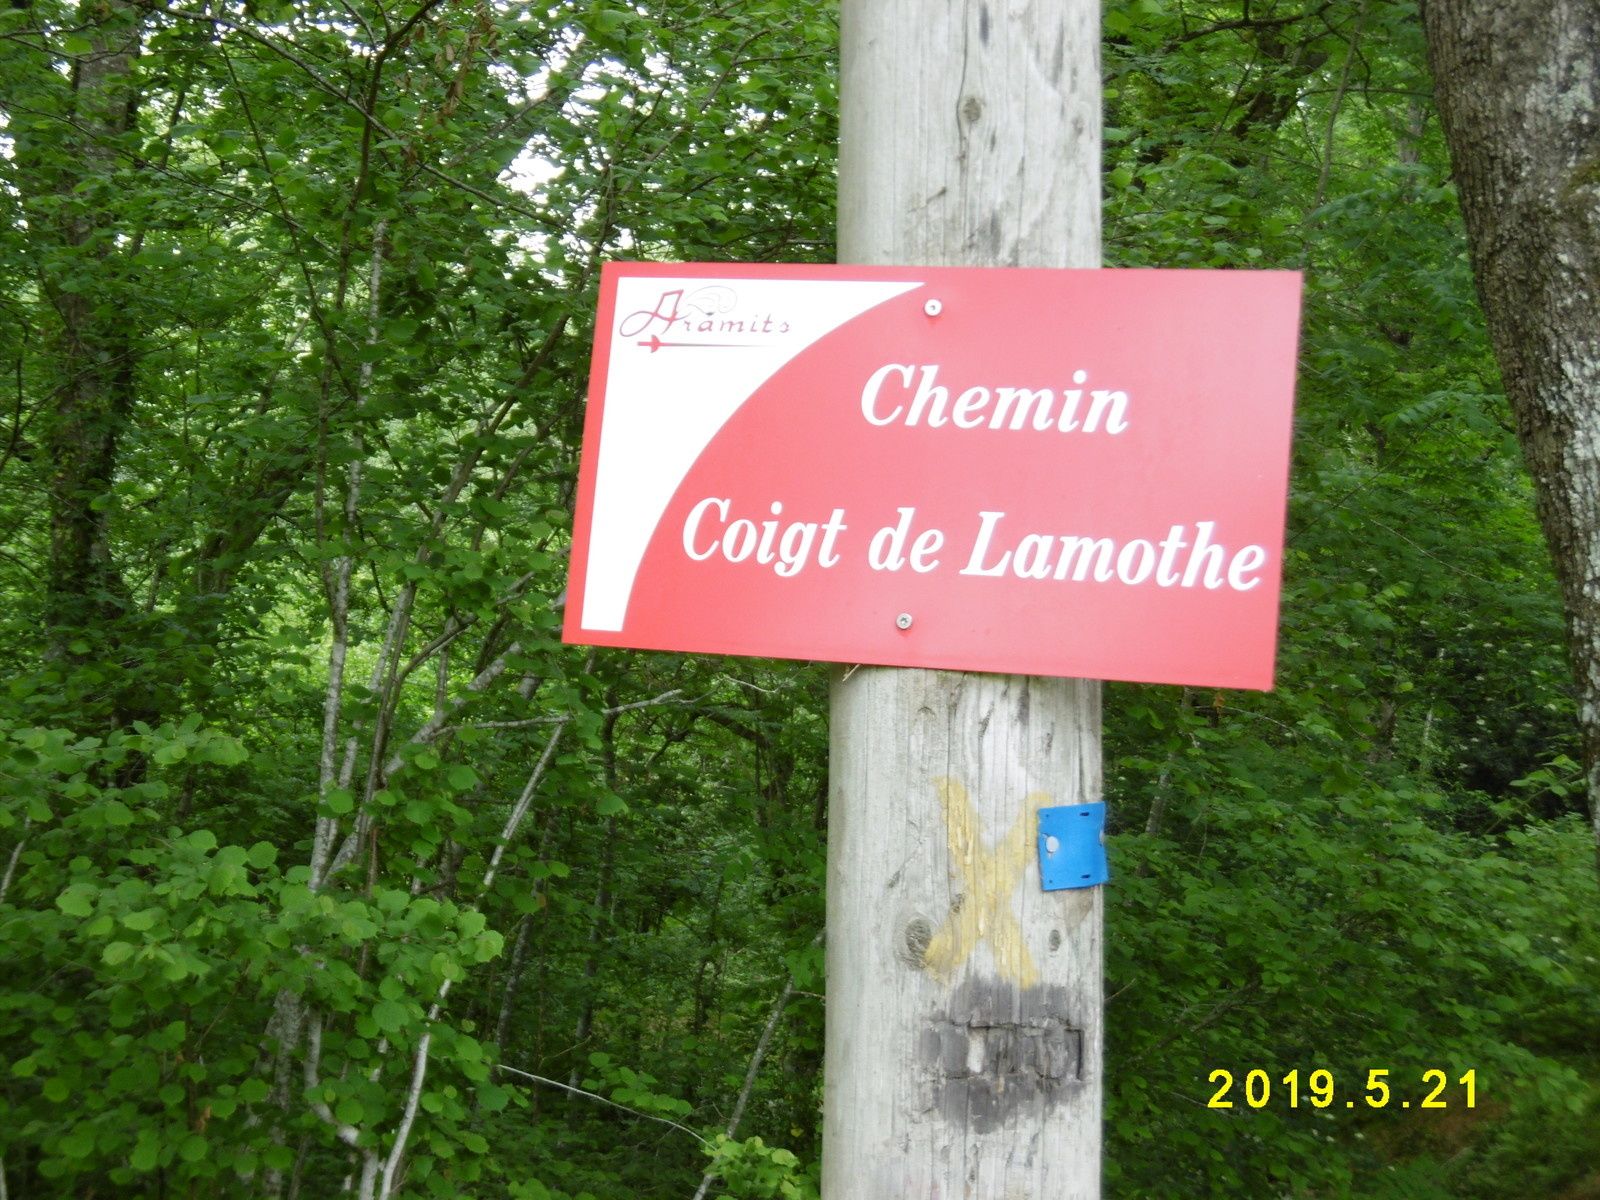 Aramits
Chemin
Coigt de Lamothe
X
2019.5.21